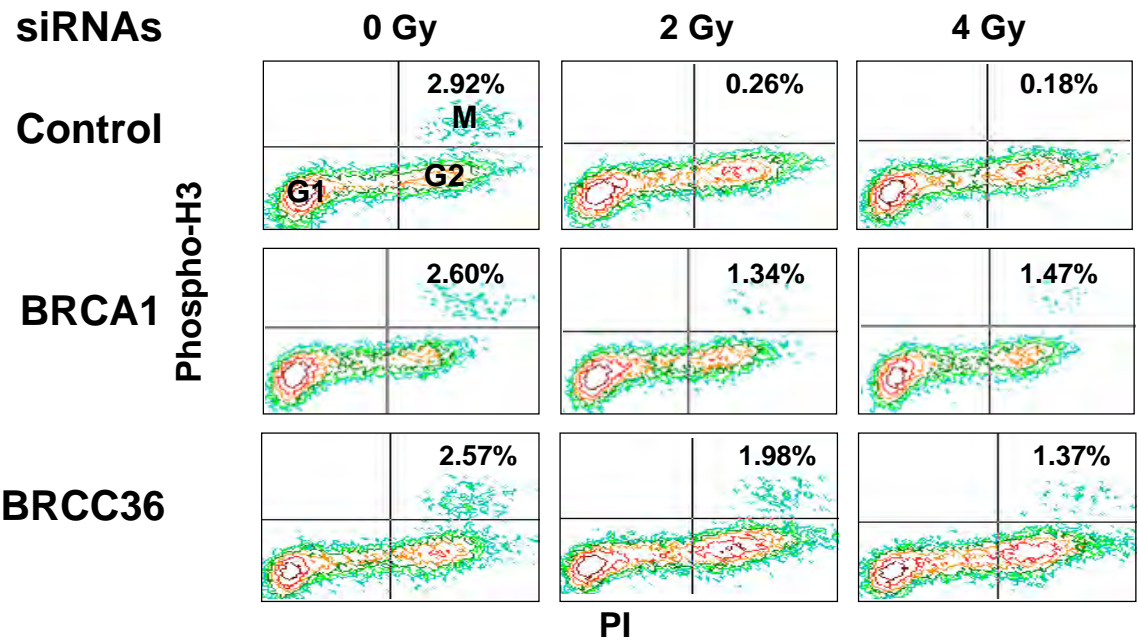 siRNAs 0 Gy 2 Gy 4 Gy
Control 2.92% 0.26% 0.18%
M
G1 G2
Phospho-H3
BRCA1 2.60% 1.34% 1.47%
BRCC36 2.57% 1.98% 1.37%
PI